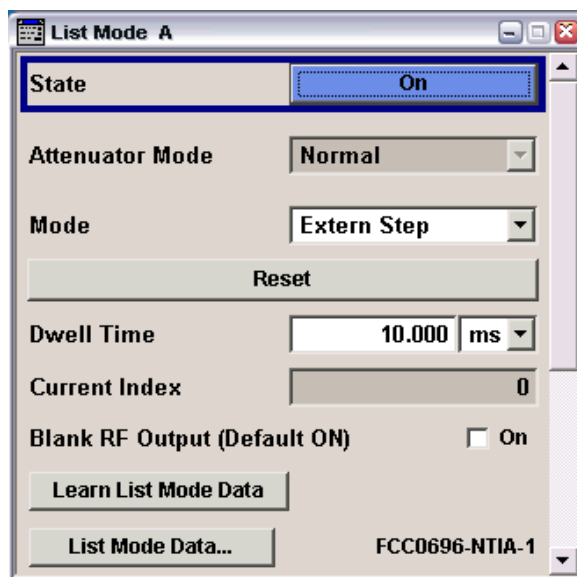 List Mode A
State On
Attenuator Mode Normal
Mode Extern Step
Reset
Dwell Time 10.000 ms
Current Index 0
Blank RF Output (Default ON) On
Learn List Mode Data
List Mode Data... FCC0696-NTIA-1